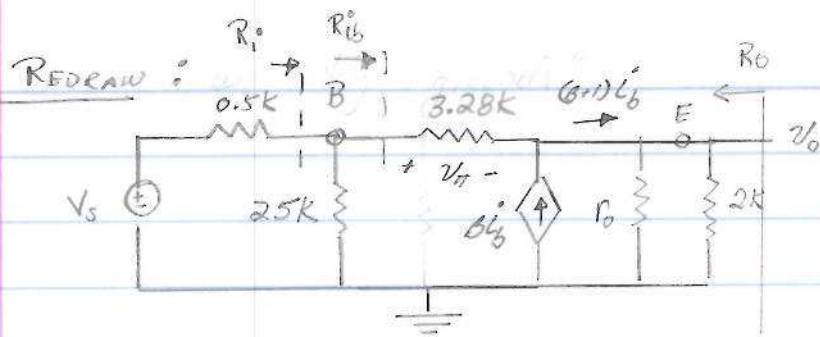 Ri Rib
REDRAW : Ro
0.5K B 3.28K (β+1)ib E
vo
+ vπ -
Vs 25K βib ro 2K